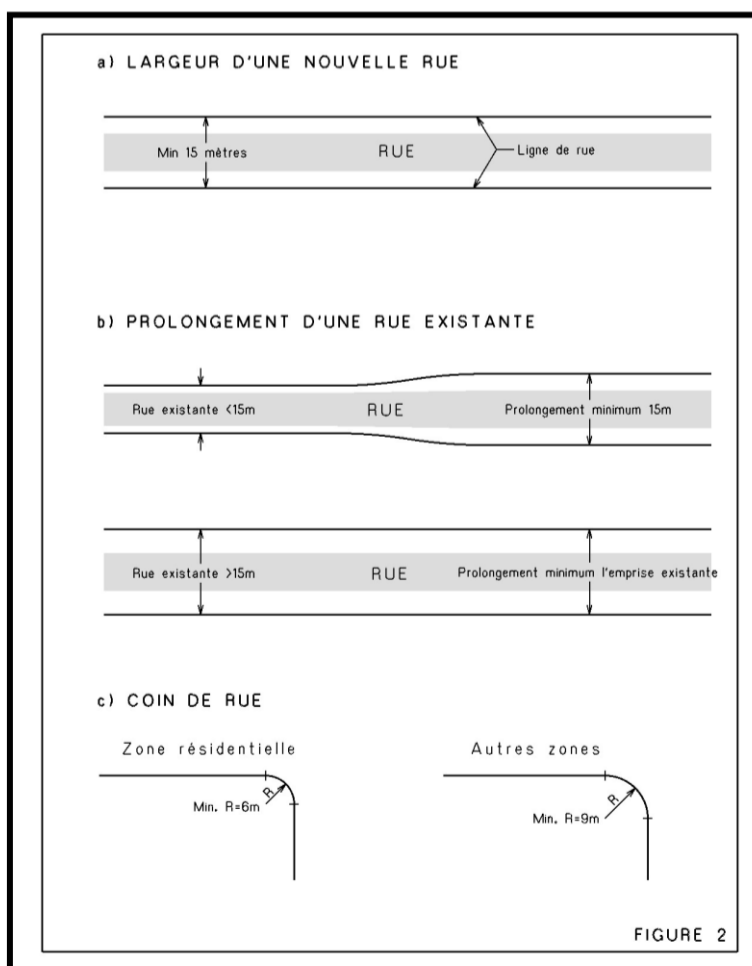 a) LARGEUR D'UNE NOUVELLE RUE
Min 15 mètres RUE Ligne de rue
b) PROLONGEMENT D'UNE RUE EXISTANTE
Rue existante <15m RUE Prolongement minimum 15m
Rue existante >15m RUE Prolongement minimum l'emprise existante
c) COIN DE RUE
Zone résidentielle Autres zones
R R
Min. R=6m Min. R=9m
FIGURE 2